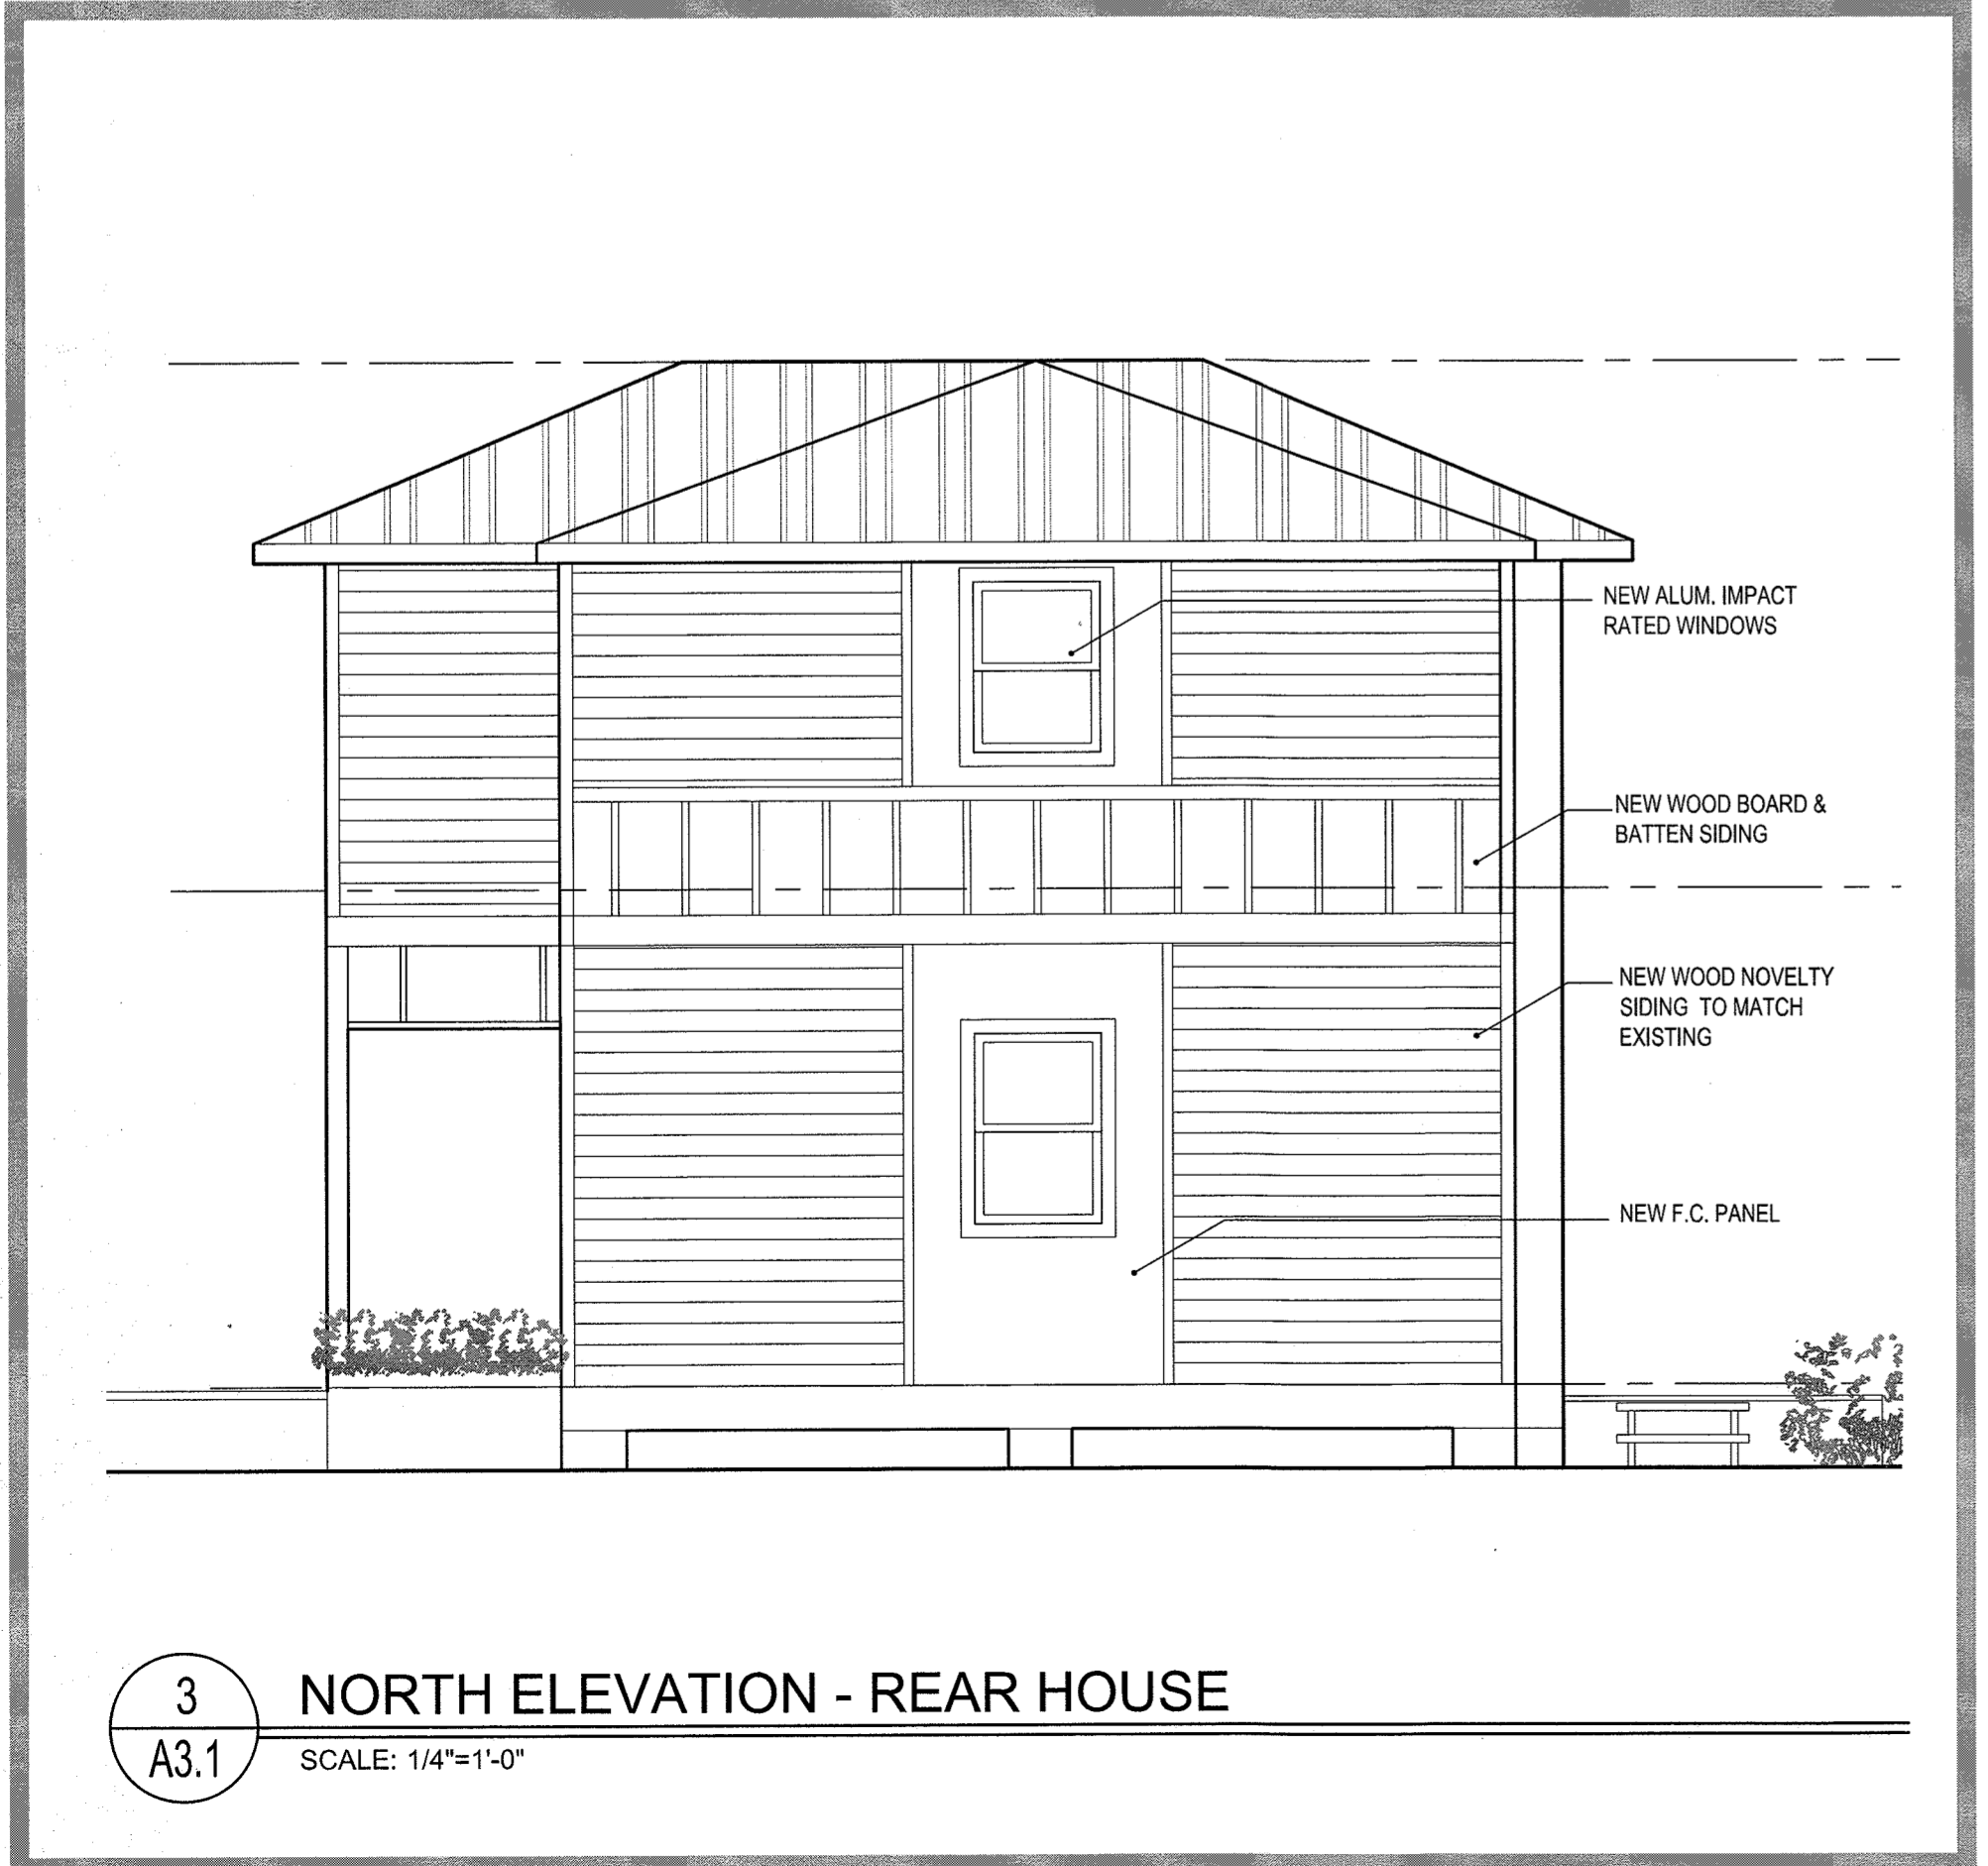 NEW ALUM. IMPACT
RATED WINDOWS
NEW WOOD BOARD &
BATTEN SIDING
NEW WOOD NOVELTY
SIDING TO MATCH
EXISTING
NEW F.C. PANEL
3
A3.1
NORTH ELEVATION - REAR HOUSE
SCALE: 1/4"=1'-0"